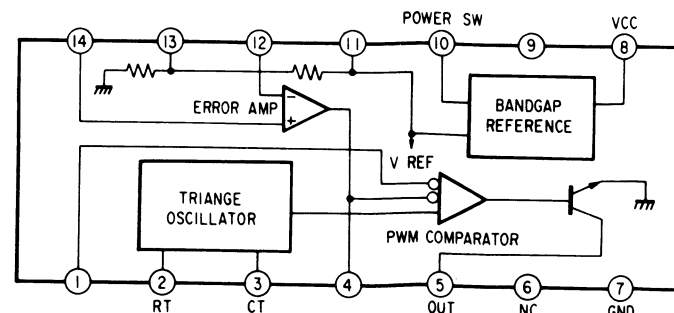 POWER SW
VCC
14
13
12
11
10
9
8
ERROR AMP
-
+
BANDGAP
REFERENCE
V REF
TRIANGE
OSCILLATOR
PWM COMPARATOR
1
2
3
4
5
6
7
RT
CT
OUT
NC
GND